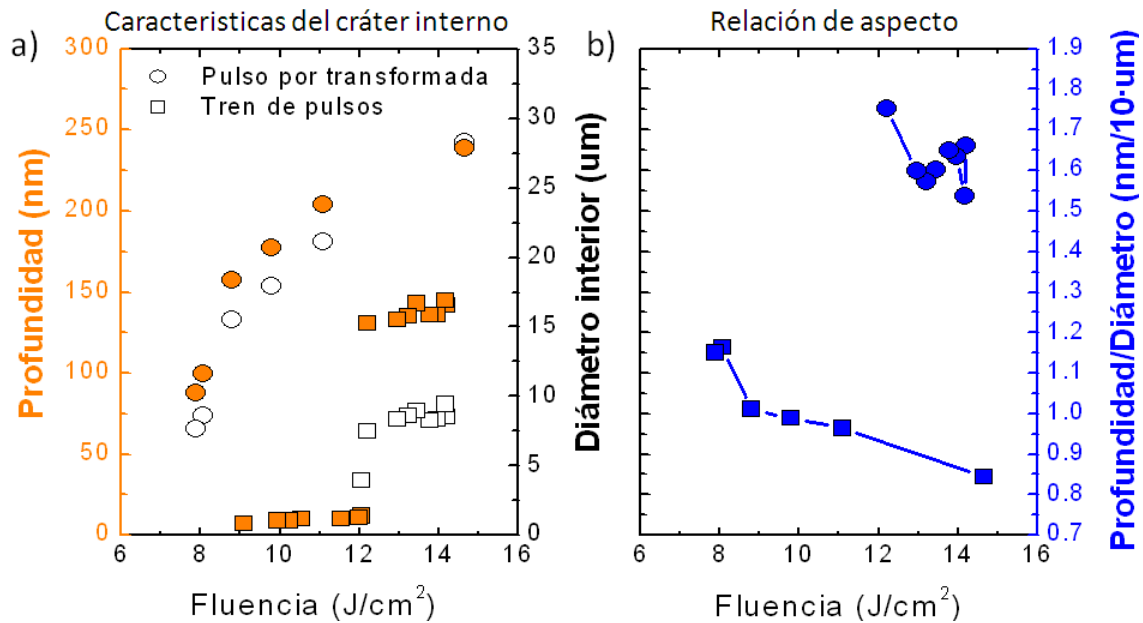 Caracteristicas del cráter interno
a)
Profundidad (nm)
300
250
200
150
100
50
0
Pulso por transformada
Tren de pulsos
35
30
25
20
15
10
5
0
Diámetro interior (um)
6 8 10 12 14 16
Fluencia (J/cm²)
Relación de aspecto
b)
1.9
1.8
1.7
1.6
1.5
1.4
1.3
1.2
1.1
1.0
0.9
0.8
0.7
Profundidad/Diámetro (nm/10·um)
6 8 10 12 14 16
Fluencia (J/cm²)